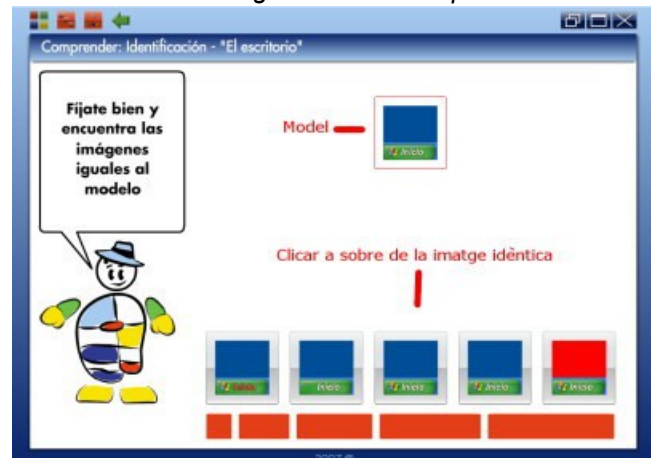 Comprender: Identificación - "El escritorio"
Fíjate bien y
encuentra las
imágenes
iguales al
modelo
Model
Inicio
Clicar a sobre de la imatge idèntica
Inicio
Inicio
Inicio
Inicio